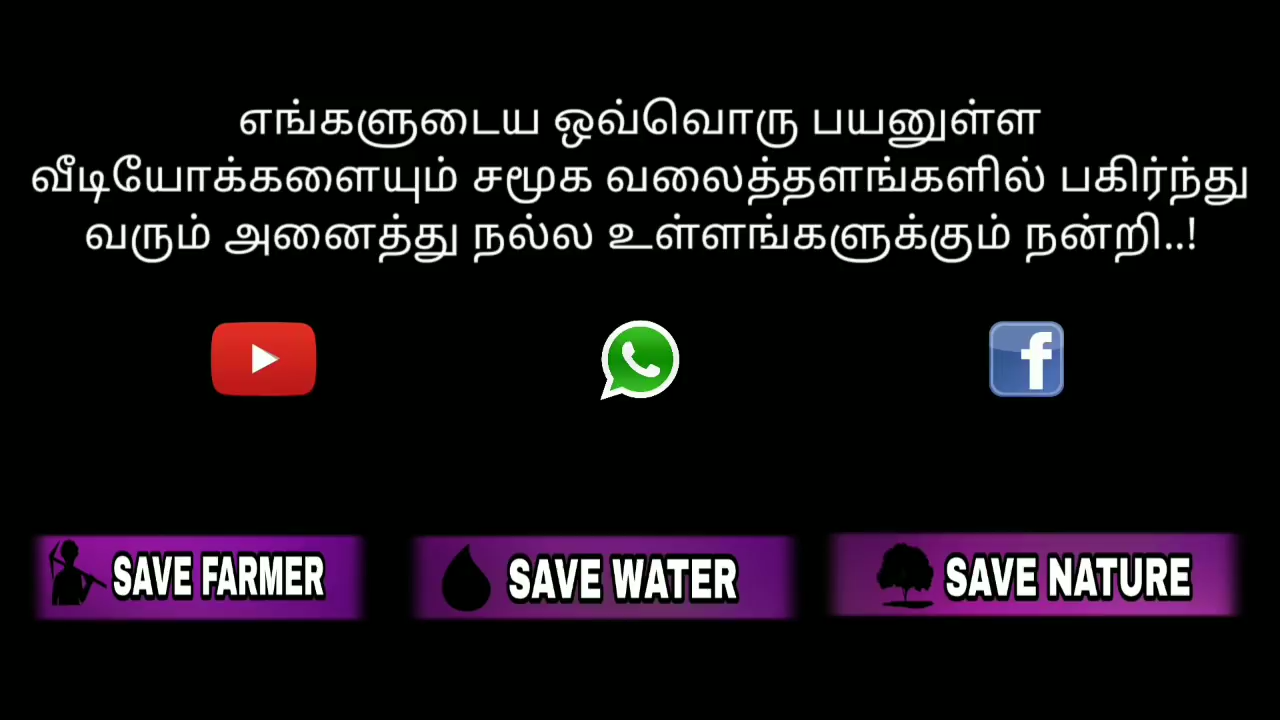 எங்களுடைய ஒவ்வொரு பயனுள்ள
வீடியோக்களையும் சமூக வலைத்தளங்களில் பகிர்ந்து
வரும் அனைத்து நல்ல உள்ளங்களுக்கும் நன்றி..!
f
SAVE FARMER
SAVE WATER
SAVE NATURE